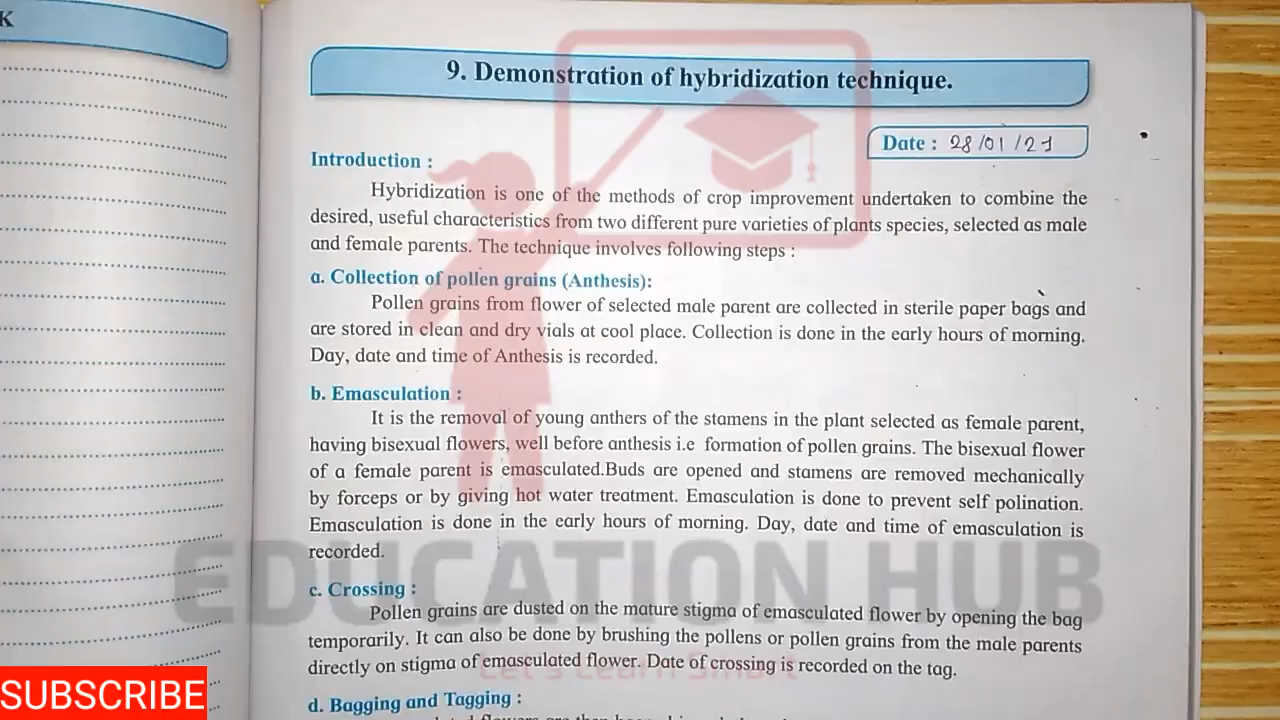 K
9. Demonstration of hybridization technique.
Date : 28/01/21
Introduction :
Hybridization is one of the methods of crop improvement undertaken to combine the
desired, useful characteristics from two different pure varieties of plants species, selected as male
and female parents. The technique involves following steps :
a. Collection of pollen grains (Anthesis):
Pollen grains from flower of selected male parent are collected in sterile paper bags and
are stored in clean and dry vials at cool place. Collection is done in the early hours of morning.
Day, date and time of Anthesis is recorded.
b. Emasculation :
It is the removal of young anthers of the stamens in the plant selected as female parent,
having bisexual flowers, well before anthesis i.e formation of pollen grains. The bisexual flower
of a female parent is emasculated.Buds are opened and stamens are removed mechanically
by forceps or by giving hot water treatment. Emasculation is done to prevent self polination.
Emasculation is done in the early hours of morning. Day, date and time of emasculation is
recorded.
EDUCATION HUB
c. Crossing :
Pollen grains are dusted on the mature stigma of emasculated flower by opening the bag
temporarily. It can also be done by brushing the pollens or pollen grains from the male parents
directly on stigma of emasculated flower. Date of crossing is recorded on the tag.
Let's Learn Smart
SUBSCRIBE
d. Bagging and Tagging :